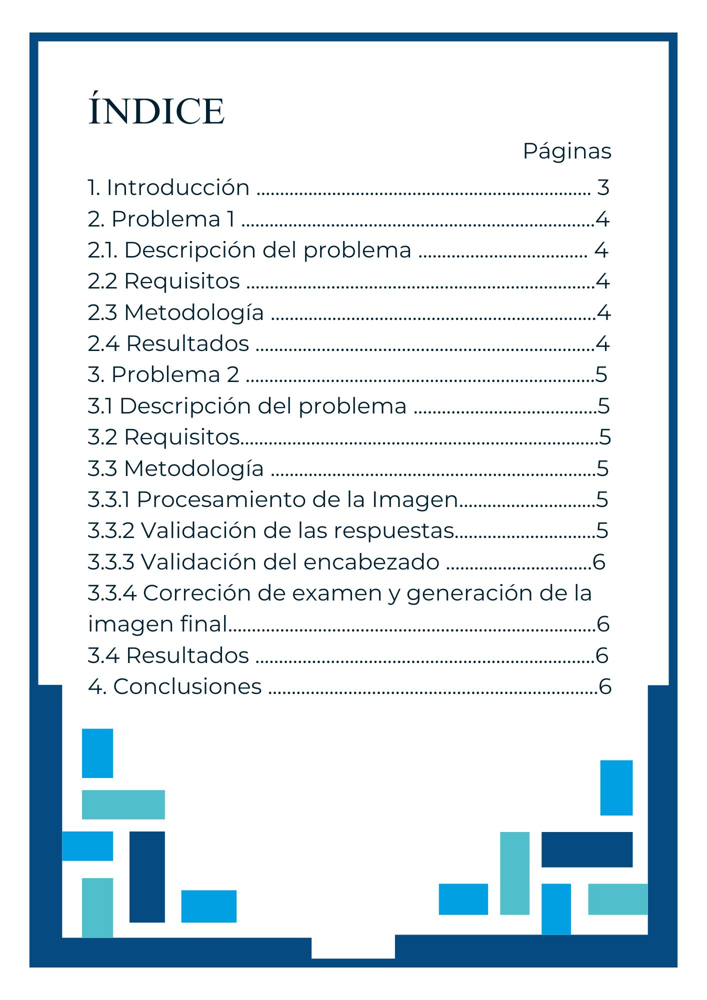 ÍNDICE
Páginas
1. Introducción ....................................................................... 3
2. Problema 1 ...........................................................................4
2.1. Descripción del problema .................................... 4
2.2 Requisitos ..........................................................................4
2.3 Metodología .....................................................................4
2.4 Resultados ........................................................................4
3. Problema 2 ..........................................................................5
3.1 Descripción del problema .......................................5
3.2 Requisitos............................................................................5
3.3 Metodología .....................................................................5
3.3.1 Procesamiento de la Imagen.............................5
3.3.2 Validación de las respuestas..............................5
3.3.3 Validación del encabezado ...............................6
3.3.4 Correción de examen y generación de la
imagen final..............................................................................6
3.4 Resultados ........................................................................6
4. Conclusiones ......................................................................6